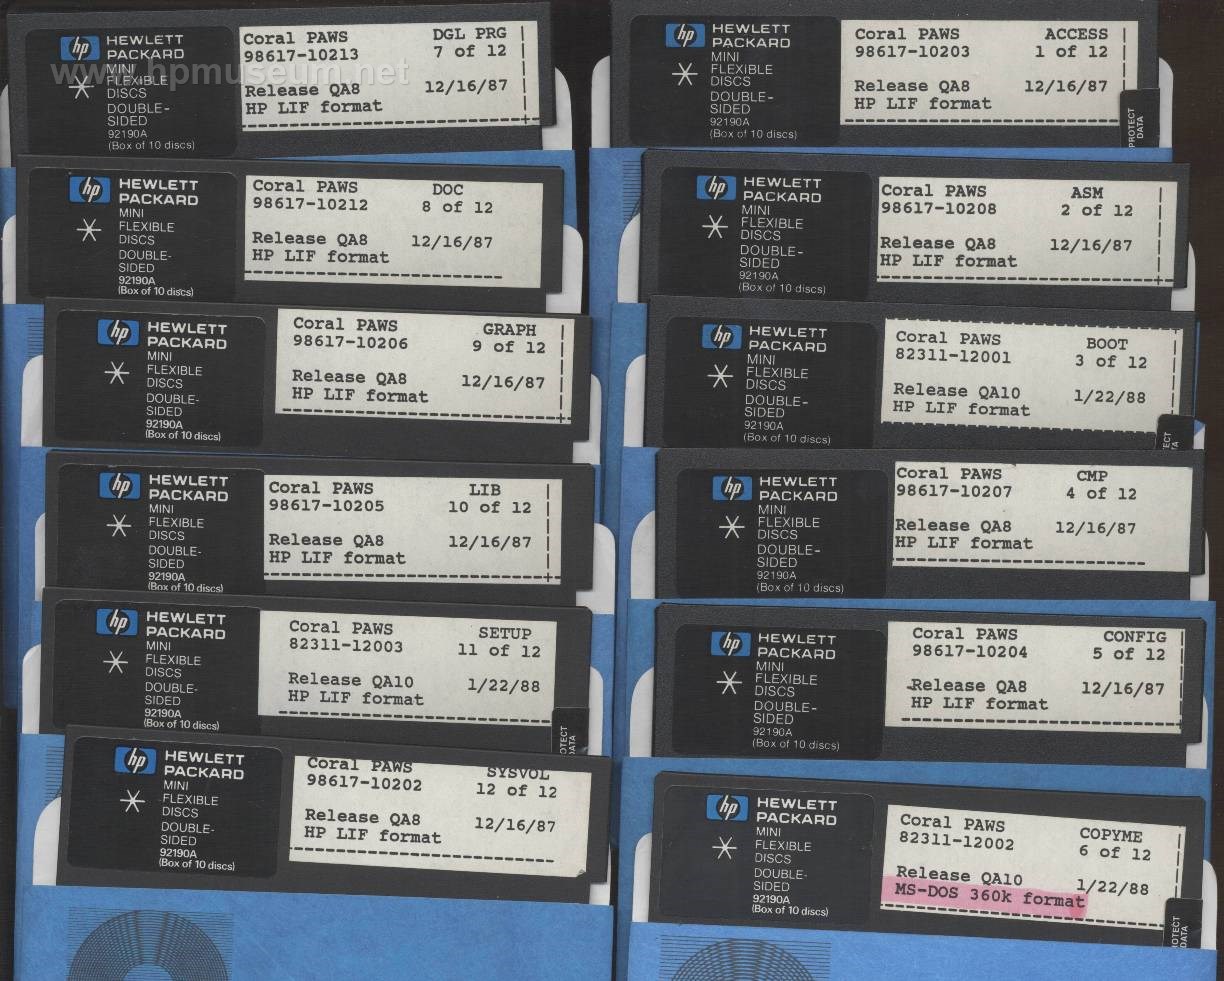 www.hpmuseum.net
hp HEWLETT
PACKARD
MINI
FLEXIBLE
DISCS
DOUBLE-
SIDED
92190A
(Box of 10 discs)
Coral PAWS DGL PRG
98617-10213 7 of 12
Release QA8 12/16/87
HP LIF format
hp HEWLETT
PACKARD
MINI
FLEXIBLE
DISCS
DOUBLE-
SIDED
92190A
(Box of 10 discs)
Coral PAWS DOC
98617-10212 8 of 12
Release QA8 12/16/87
HP LIF format
hp HEWLETT
PACKARD
MINI
FLEXIBLE
DISCS
DOUBLE-
SIDED
92190A
(Box of 10 discs)
Coral PAWS GRAPH
98617-10206 9 of 12
Release QA8 12/16/87
HP LIF format
hp HEWLETT
PACKARD
MINI
FLEXIBLE
DISCS
DOUBLE-
SIDED
92190A
(Box of 10 discs)
Coral PAWS LIB
98617-10205 10 of 12
Release QA8 12/16/87
HP LIF format
hp HEWLETT
PACKARD
MINI
FLEXIBLE
DISCS
DOUBLE-
SIDED
92190A
(Box of 10 discs)
Coral PAWS SETUP
82311-12003 11 of 12
Release QA10 1/22/88
HP LIF format
OTECT
DATA
hp HEWLETT
PACKARD
MINI
FLEXIBLE
DISCS
DOUBLE-
SIDED
92190A
(Box of 10 discs)
Coral PAWS SYSVOL
98617-10202 12 of 12
Release QA8 12/16/87
HP LIF format
hp HEWLETT
PACKARD
MINI
FLEXIBLE
DISCS
DOUBLE-
SIDED
92190A
(Box of 10 discs)
Coral PAWS ACCESS
98617-10203 1 of 12
Release QA8 12/16/87
HP LIF format
PROTECT
DATA
hp HEWLETT
PACKARD
MINI
FLEXIBLE
DISCS
DOUBLE-
SIDED
92190A
(Box of 10 discs)
Coral PAWS ASM
98617-10208 2 of 12
Release QA8 12/16/87
HP LIF format
hp HEWLETT
PACKARD
MINI
FLEXIBLE
DISCS
DOUBLE-
SIDED
92190A
(Box of 10 discs)
Coral PAWS BOOT
82311-12001 3 of 12
Release QA10 1/22/88
HP LIF format
ECT
TA
hp HEWLETT
PACKARD
MINI
FLEXIBLE
DISCS
DOUBLE-
SIDED
92190A
(Box of 10 discs)
Coral PAWS CMP
98617-10207 4 of 12
Release QA8 12/16/87
HP LIF format
hp HEWLETT
PACKARD
MINI
FLEXIBLE
DISCS
DOUBLE-
SIDED
92190A
(Box of 10 discs)
Coral PAWS CONFIG
98617-10204 5 of 12
Release QA8 12/16/87
HP LIF format
hp HEWLETT
PACKARD
MINI
FLEXIBLE
DISCS
DOUBLE-
SIDED
92190A
(Box of 10 discs)
Coral PAWS COPYME
82311-12002 6 of 12
Release QA10 1/22/88
MS-DOS 360k format
OTECT
DATA